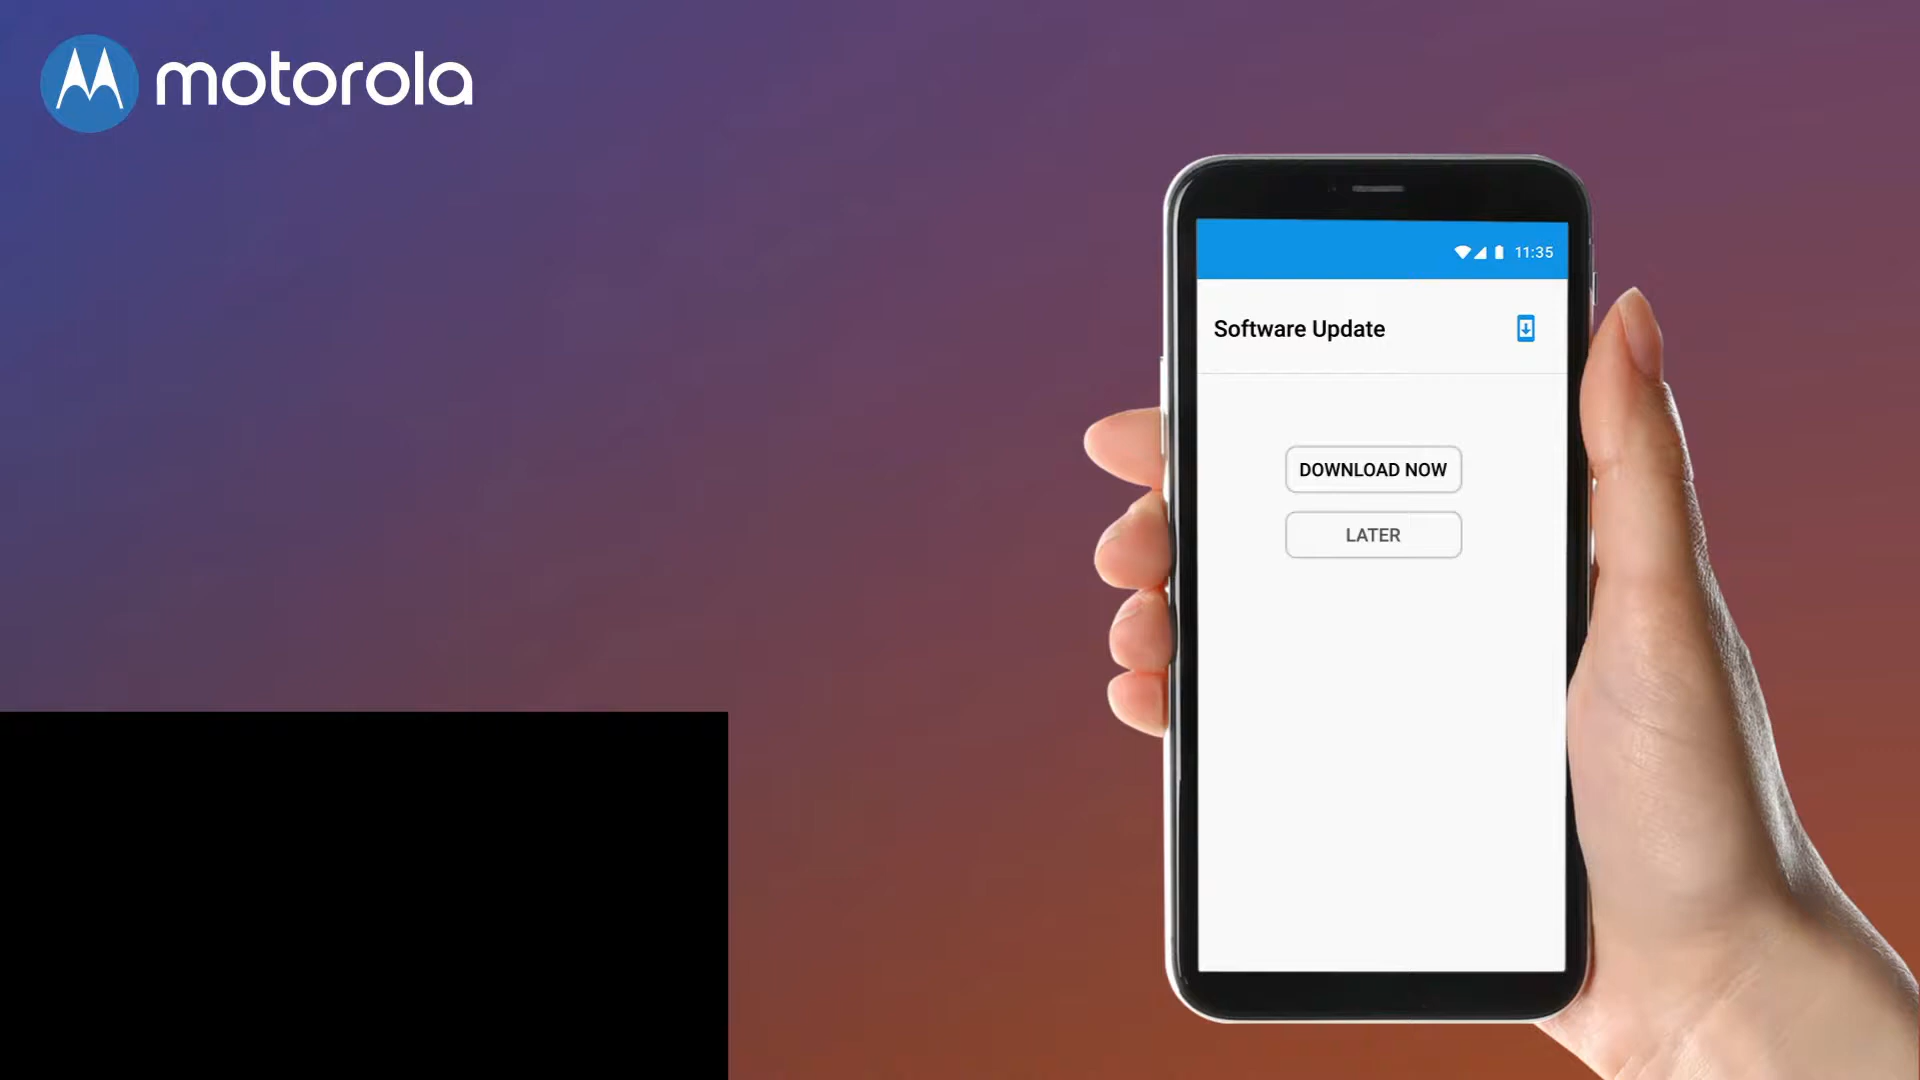 motorola
11:35
Software Update
DOWNLOAD NOW
LATER